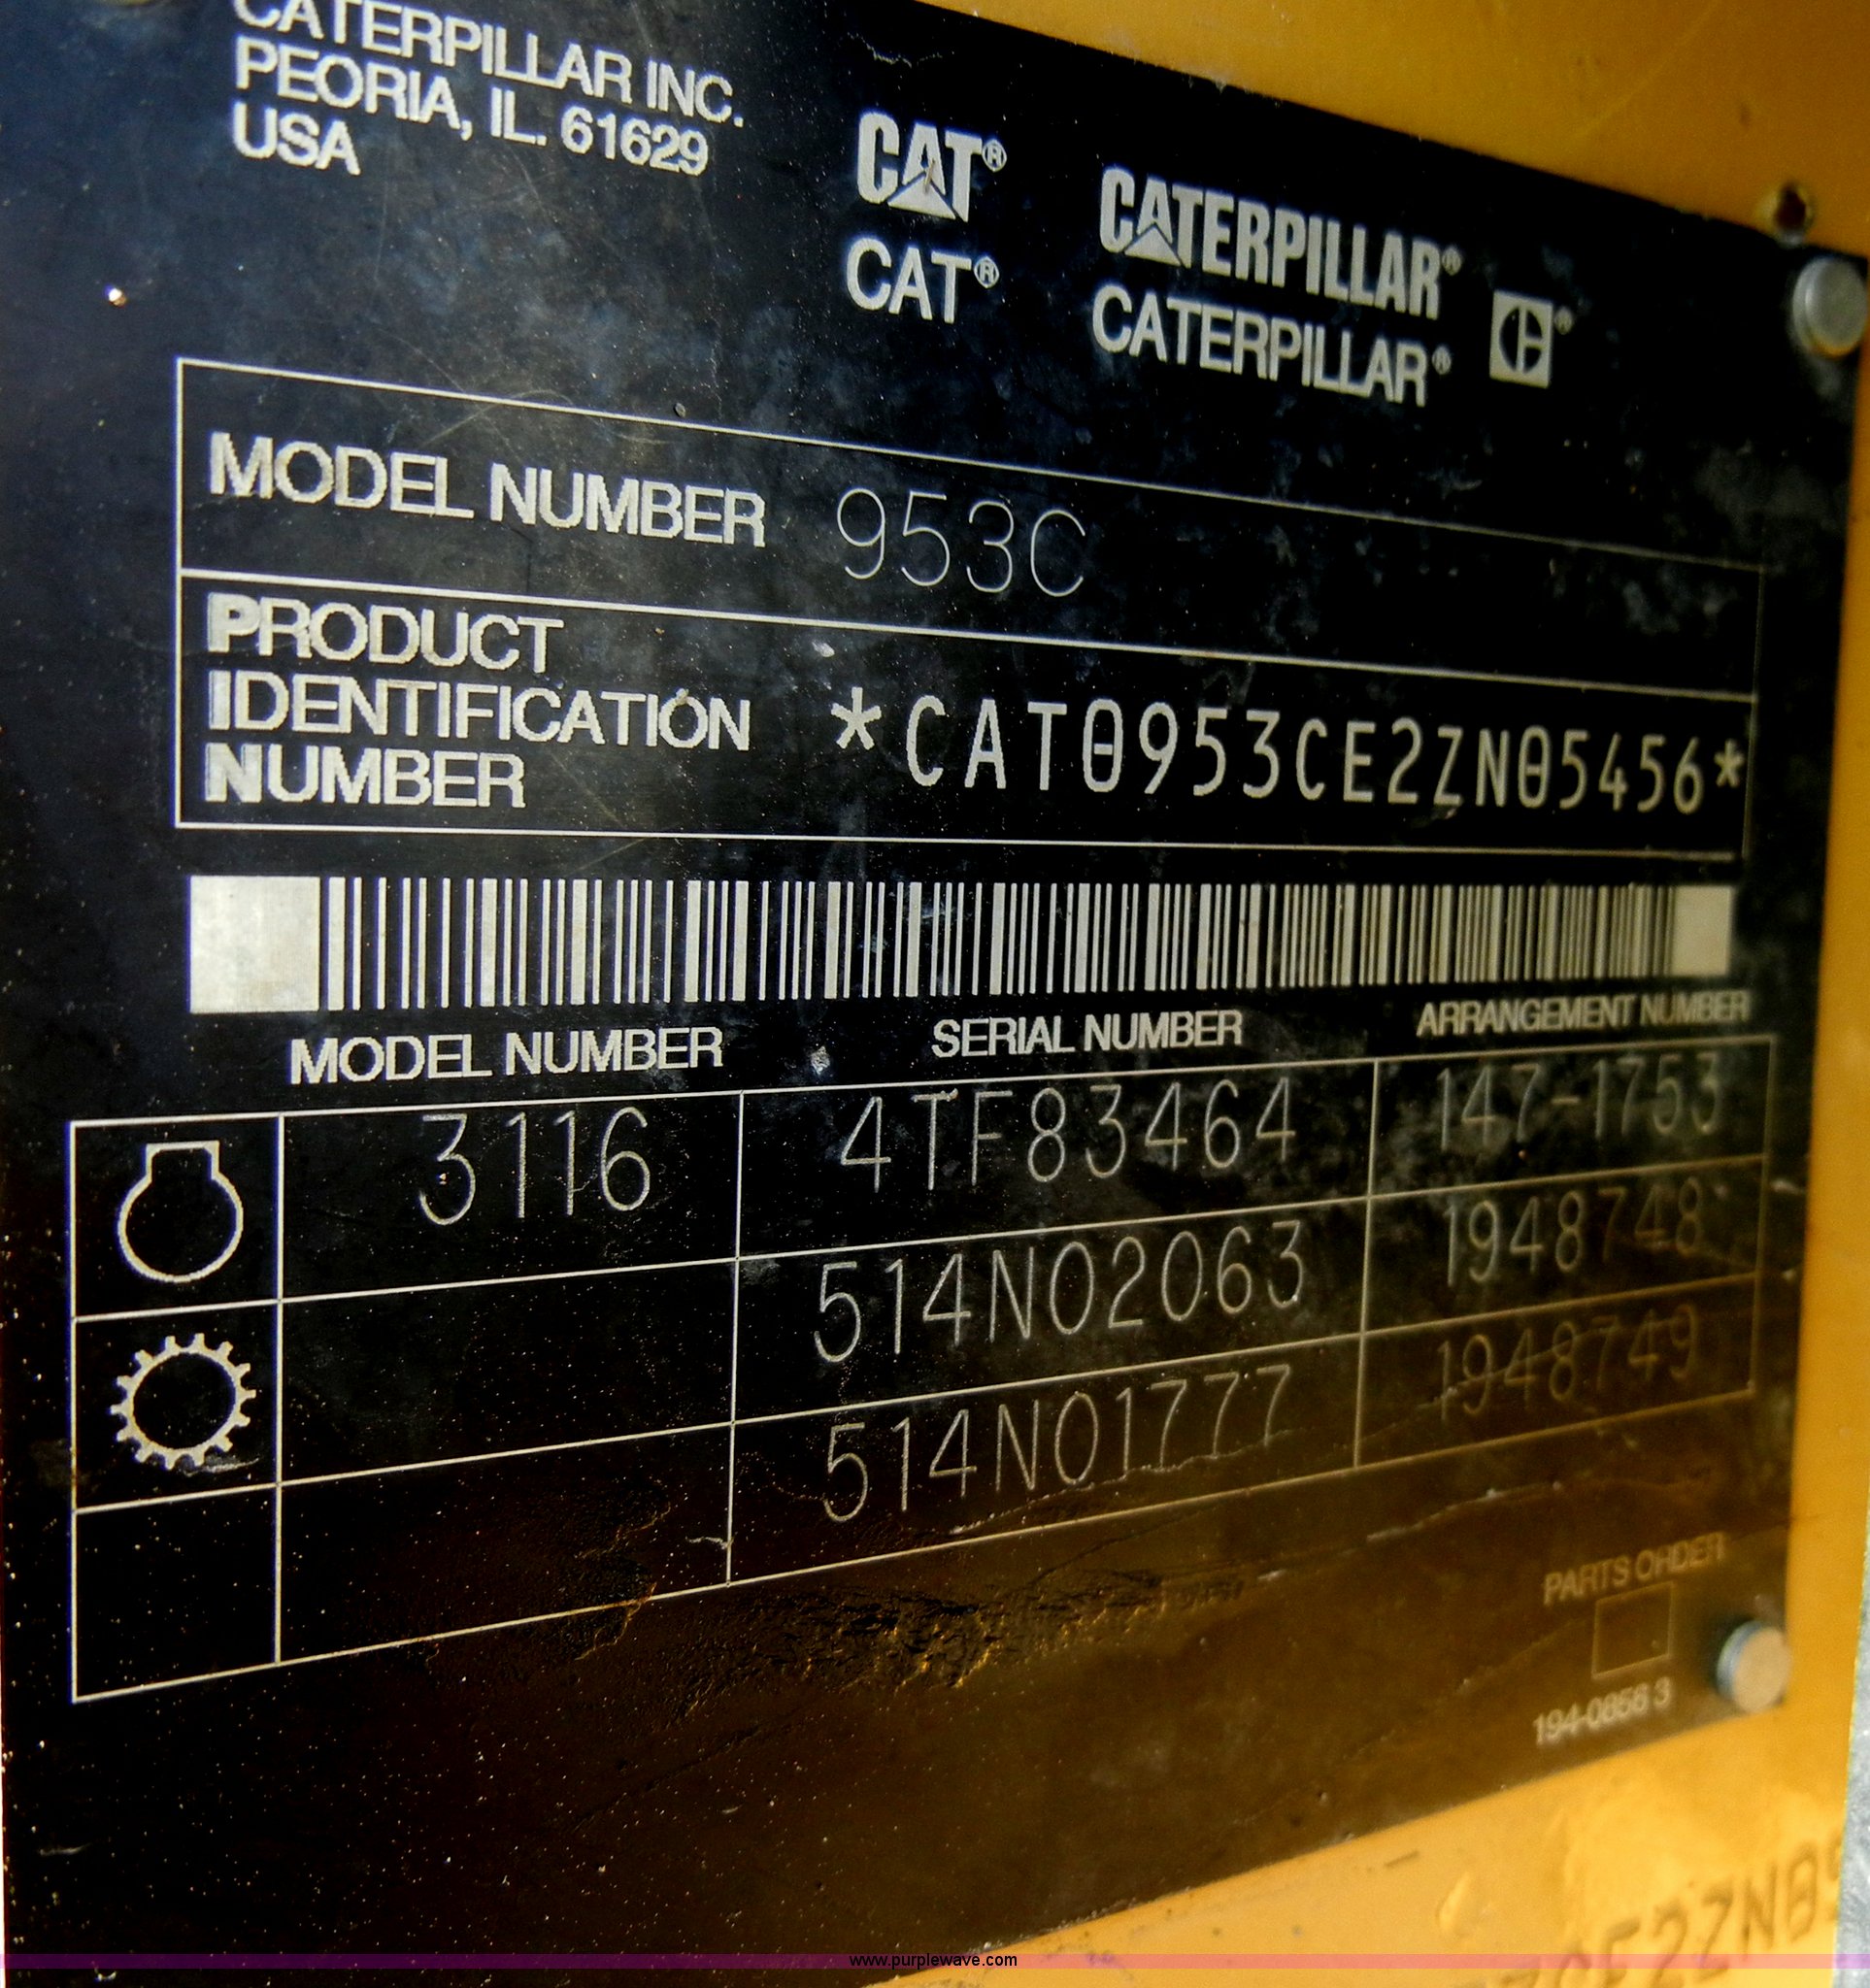 CATERPILLAR INC.
PEORIA, IL. 61629
USA
CAT®
CATERPILLAR®
CAT®
CATERPILLAR®
MODEL NUMBER 953C
PRODUCT
IDENTIFICATION
NUMBER
*CAT0953CE2ZN05456*
MODEL NUMBER SERIAL NUMBER ARRANGEMENT NUMBER
3116 4TF83464 147-1753
514N02063 1948748
514N01777 1948749
PARTS ORDER
194-0856 3
CE2ZN05
www.purplewave.com